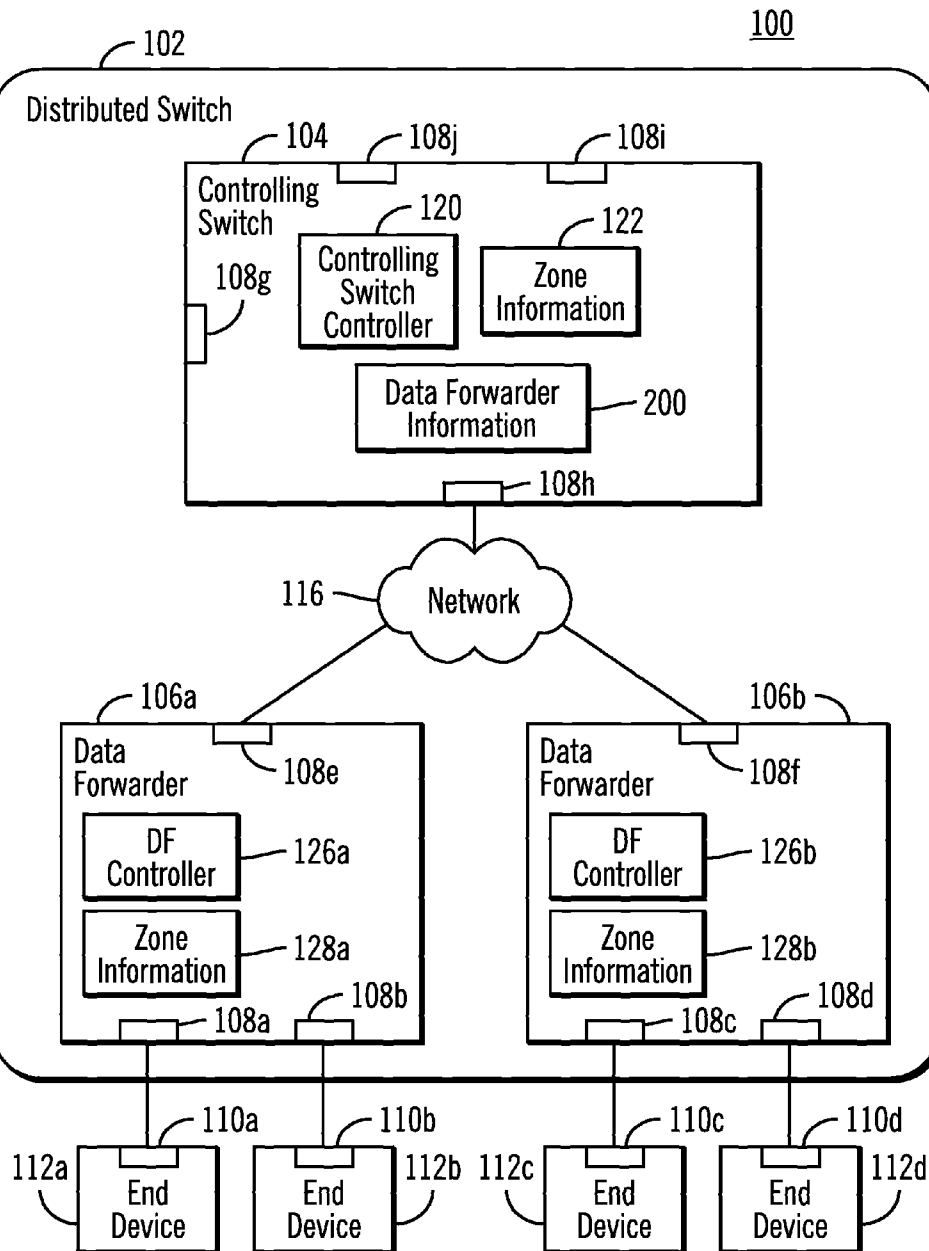 100
102
Distributed Switch
104
108j
108i
Controlling
Switch
120
122
Controlling
Switch
Controller
Zone
Information
108g
Data Forwarder
Information
200
108h
116
Network
106a
106b
Data
Forwarder
108e
Data
Forwarder
108f
DF
Controller
126a
DF
Controller
126b
Zone
Information
128a
Zone
Information
128b
108a
108b
108c
108d
110a
110b
110c
110d
112a
End
Device
112b
End
Device
112c
End
Device
112d
End
Device